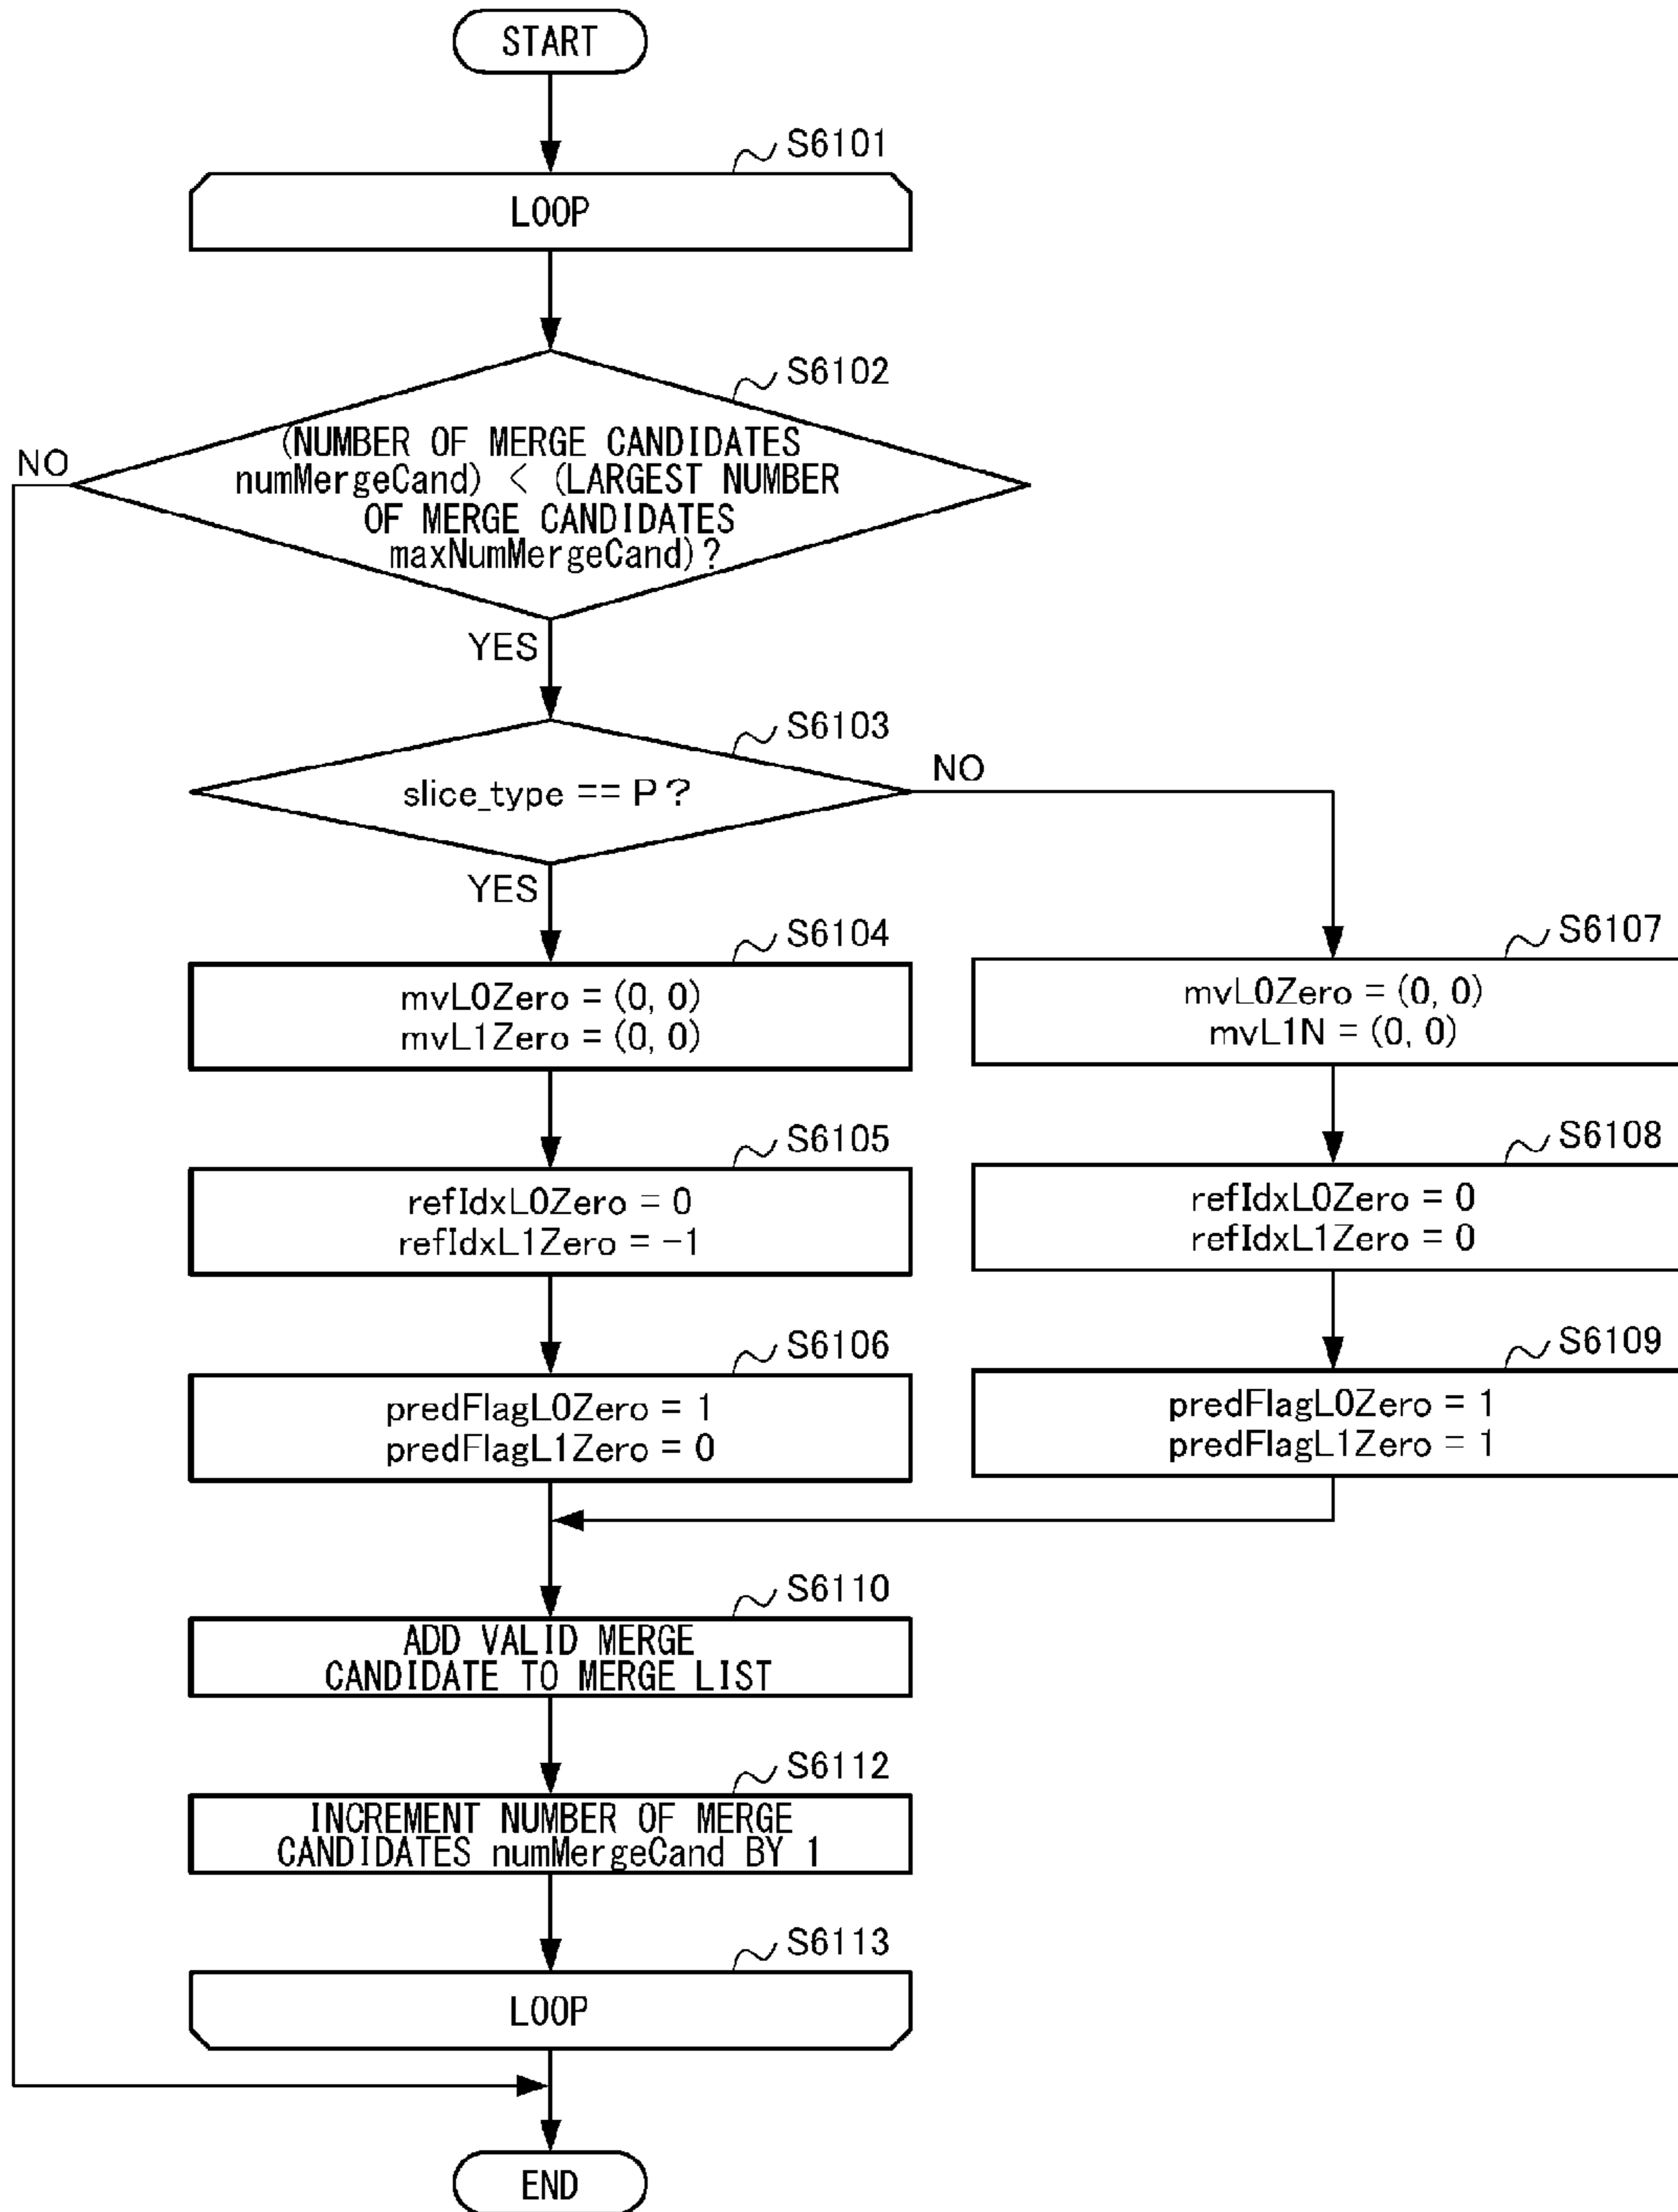 START
S6101
LOOP
S6102
(NUMBER OF MERGE CANDIDATES
numMergeCand) < (LARGEST NUMBER
OF MERGE CANDIDATES
maxNumMergeCand)?
NO
YES
S6103
slice_type == P?
NO
YES
S6104
mvL0Zero = (0, 0)
mvL1Zero = (0, 0)
S6107
mvL0Zero = (0, 0)
mvL1N = (0, 0)
S6105
refIdxL0Zero = 0
refIdxL1Zero = -1
S6108
refIdxL0Zero = 0
refIdxL1Zero = 0
S6106
predFlagL0Zero = 1
predFlagL1Zero = 0
S6109
predFlagL0Zero = 1
predFlagL1Zero = 1
S6110
ADD VALID MERGE
CANDIDATE TO MERGE LIST
S6112
INCREMENT NUMBER OF MERGE
CANDIDATES numMergeCand BY 1
S6113
LOOP
END